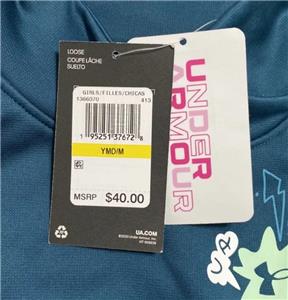 LOOSE
COUPE LÂCHE
SUELTO
GIRLS/FILLES/CHICAS
1366070 413
1 95251 37672 8
YMD/M
MSRP $40.00
UA.COM
UNDER
ARMOUR
UA